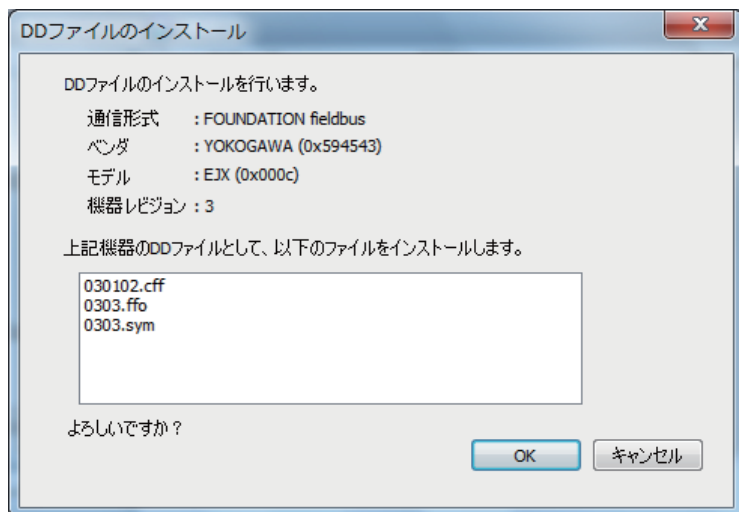 DDファイルのインストール
DDファイルのインストールを行います。
通信形式 : FOUNDATION fieldbus
ベンダ : YOKOGAWA (0x594543)
モデル : EJX (0x000c)
機器レビジョン : 3
上記機器のDDファイルとして、以下のファイルをインストールします。
030102.cff
0303.ffo
0303.sym
よろしいですか？
OK キャンセル